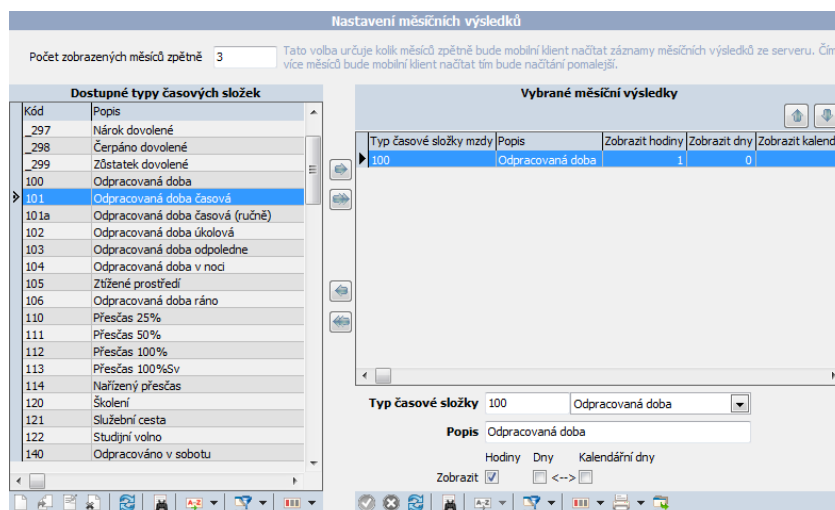 Nastavení měsíčních výsledků
Počet zobrazených měsíců zpětně 3
Tato volba určuje kolik měsíců zpětně bude mobilní klient načítat záznamy měsíčních výsledků ze serveru. Čím
více měsíců bude mobilní klient načítat tím bude načítání pomalejší.
Dostupné typy časových složek
Kód Popis
_297 Nárok dovolené
_298 Čerpáno dovolené
_299 Zůstatek dovolené
100 Odpracovaná doba
101 Odpracovaná doba časová
101a Odpracovaná doba časová (ručně)
102 Odpracovaná doba úkolová
103 Odpracovaná doba odpoledne
104 Odpracovaná doba v noci
105 Ztížené prostředí
106 Odpracovaná doba ráno
110 Přesčas 25%
111 Přesčas 50%
112 Přesčas 100%
113 Přesčas 100%Sv
114 Nařízený přesčas
120 Školení
121 Služební cesta
122 Studijní volno
140 Odpracováno v sobotu
Vybrané měsíční výsledky
Typ časové složky mzdy Popis Zobrazit hodiny Zobrazit dny Zobrazit kalend
100 Odpracovaná doba 1 0
Typ časové složky 100 Odpracovaná doba
Popis Odpracovaná doba
Hodiny Dny Kalendářní dny
Zobrazit <-->
A-Z
A-Z